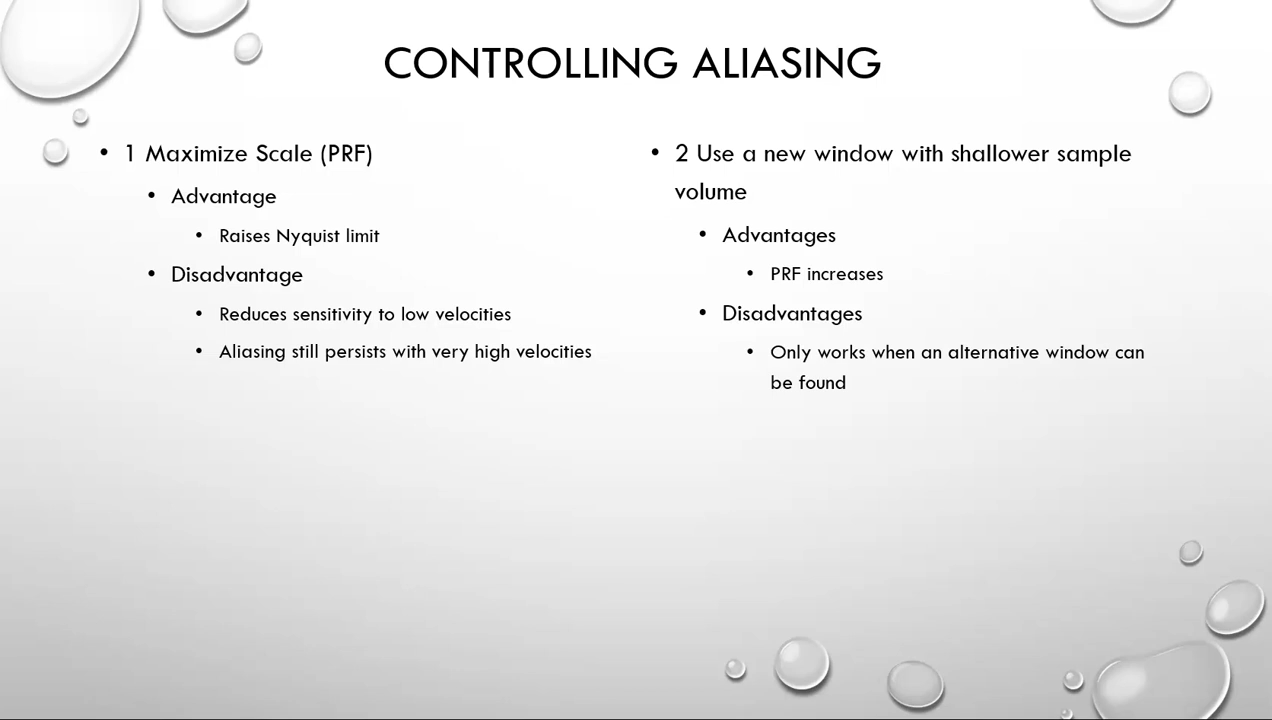 CONTROLLING ALIASING
• 1 Maximize Scale (PRF)
• Advantage
• Raises Nyquist limit
• Disadvantage
• Reduces sensitivity to low velocities
• Aliasing still persists with very high velocities
• 2 Use a new window with shallower sample
volume
• Advantages
• PRF increases
• Disadvantages
• Only works when an alternative window can
be found